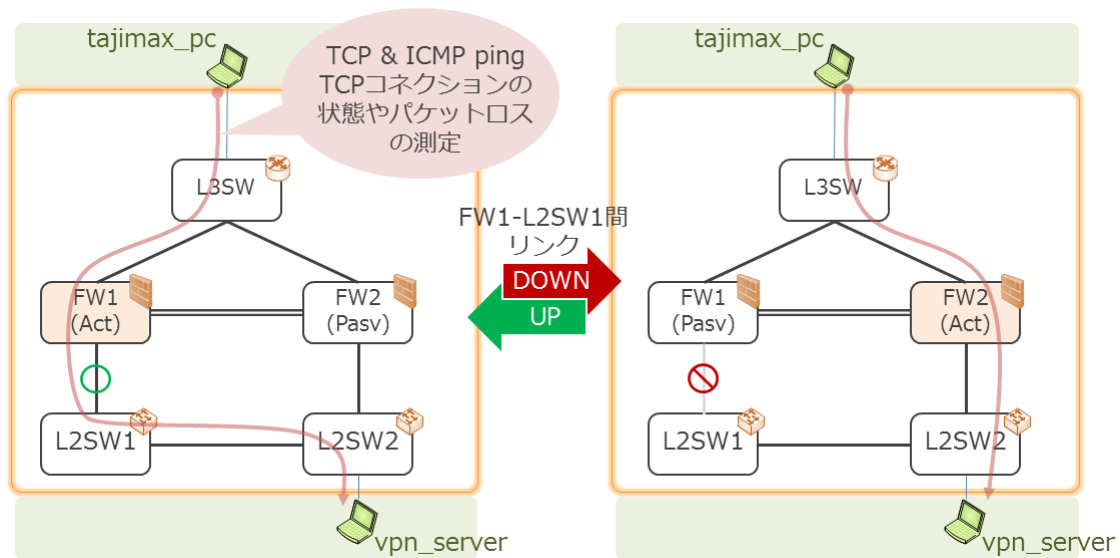 tajimax_pc
TCP & ICMP ping
TCPコネクションの
状態やパケットロス
の測定
L3SW
FW1
(Act)
FW2
(Pasv)
L2SW1
L2SW2
vpn_server
FW1-L2SW1間
リンク
DOWN
UP
tajimax_pc
L3SW
FW1
(Pasv)
FW2
(Act)
L2SW1
L2SW2
vpn_server